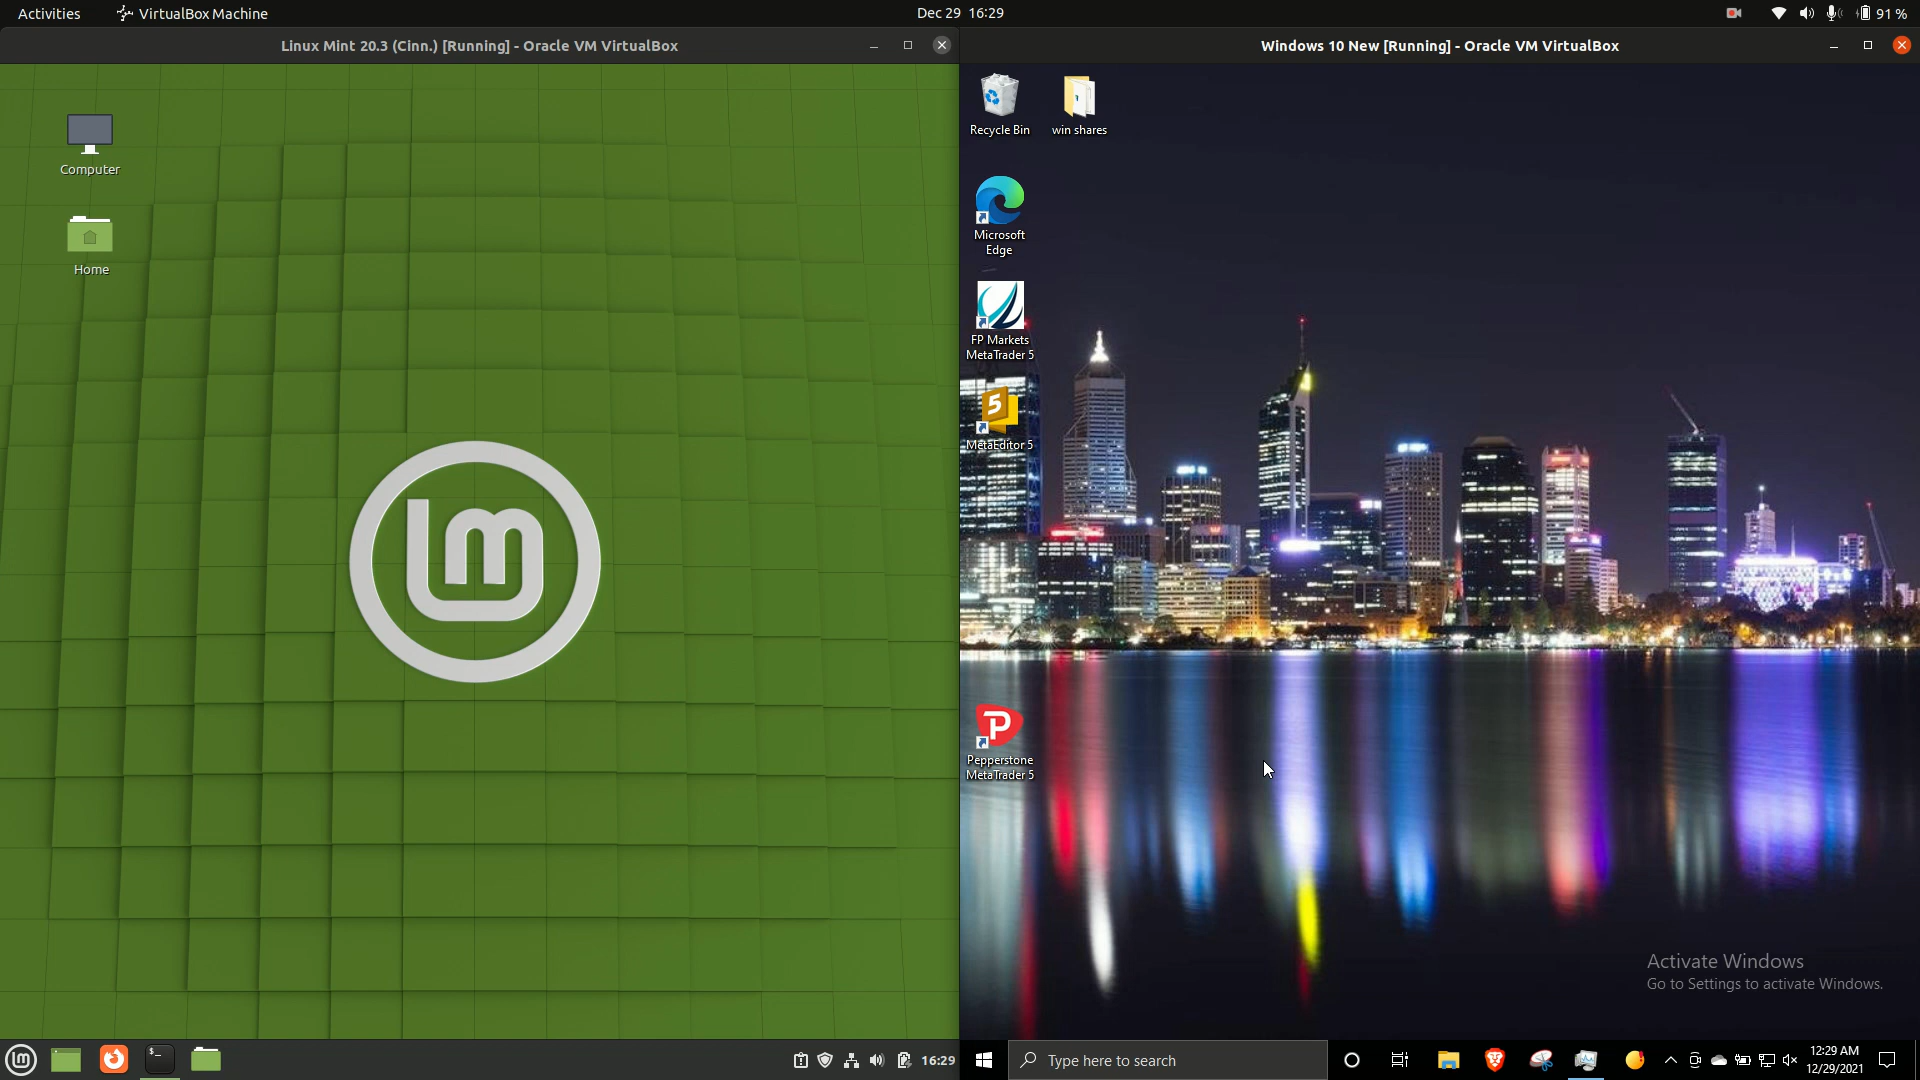 Activities
VirtualBox Machine
Dec 29 16:29
91 %
Linux Mint 20.3 (Cinn.) [Running] - Oracle VM VirtualBox
Computer
Home
16:29
Windows 10 New [Running] - Oracle VM VirtualBox
Recycle Bin
win shares
Microsoft
Edge
FP Markets
MetaTrader 5
5
MetaEditor 5
Pepperstone
MetaTrader 5
Activate Windows
Go to Settings to activate Windows.
Type here to search
12:29 AM
12/29/2021